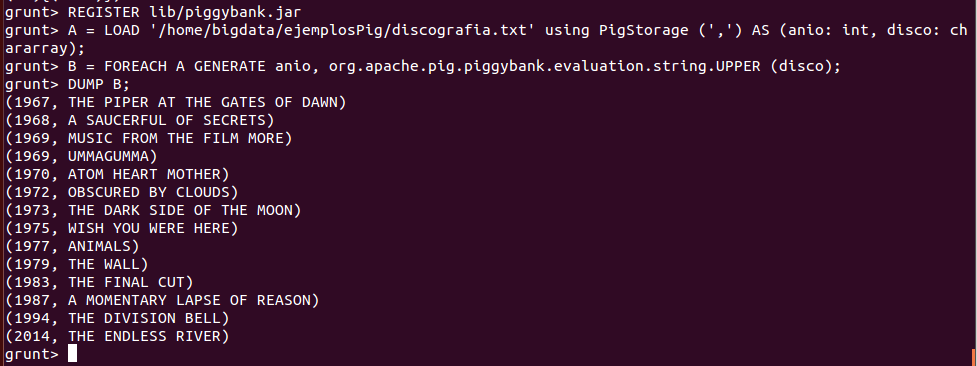 grunt> REGISTER lib/piggybank.jar
grunt> A = LOAD '/home/bigdata/ejemplosPig/discografia.txt' using PigStorage (',') AS (anio: int, disco: ch
ararray);
grunt> B = FOREACH A GENERATE anio, org.apache.pig.piggybank.evaluation.string.UPPER (disco);
grunt> DUMP B;
(1967, THE PIPER AT THE GATES OF DAWN)
(1968, A SAUCERFUL OF SECRETS)
(1969, MUSIC FROM THE FILM MORE)
(1969, UMMAGUMMA)
(1970, ATOM HEART MOTHER)
(1972, OBSCURED BY CLOUDS)
(1973, THE DARK SIDE OF THE MOON)
(1975, WISH YOU WERE HERE)
(1977, ANIMALS)
(1979, THE WALL)
(1983, THE FINAL CUT)
(1987, A MOMENTARY LAPSE OF REASON)
(1994, THE DIVISION BELL)
(2014, THE ENDLESS RIVER)
grunt>